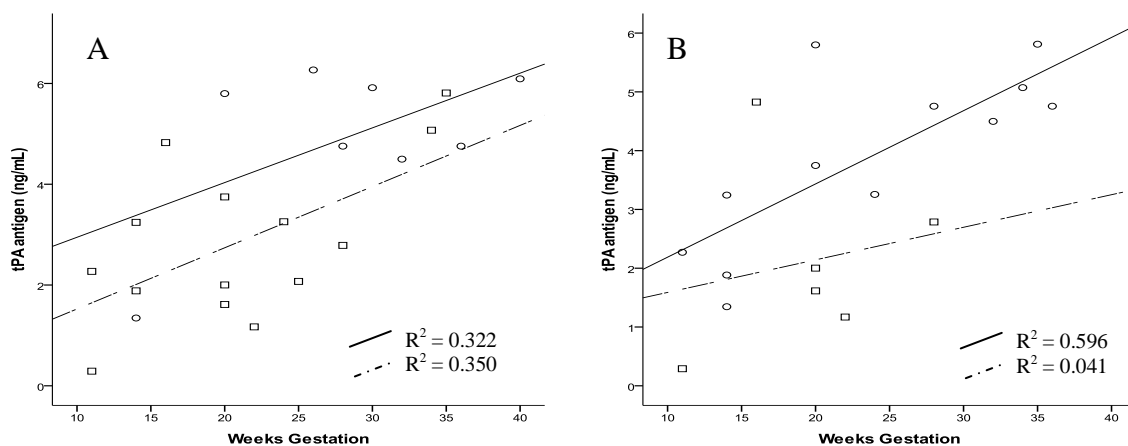 A
tPA antigen (ng/mL)
6
4
2
0
R² = 0.322
R² = 0.350
10 15 20 25 30 35 40
Weeks Gestation
B
tPA antigen (ng/mL)
6
5
4
3
2
1
0
R² = 0.596
R² = 0.041
10 15 20 25 30 35 40
Weeks Gestation